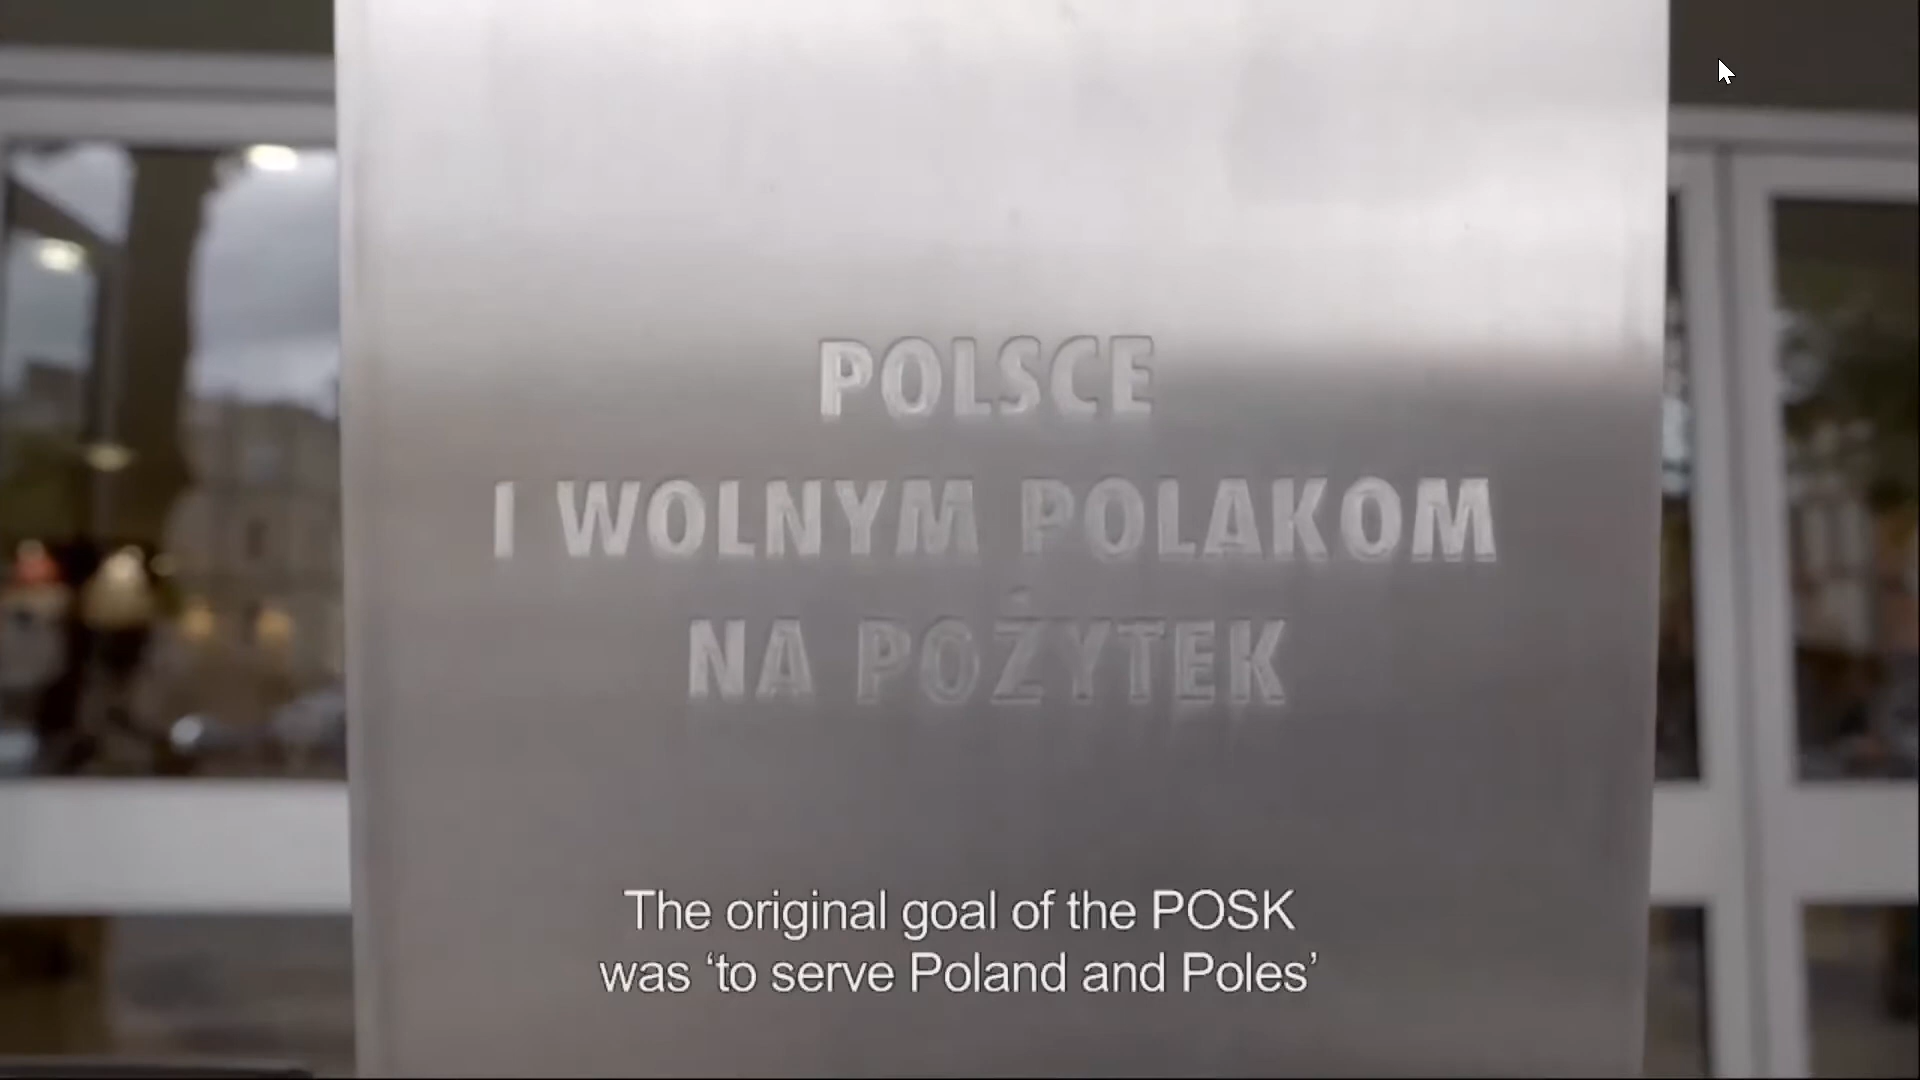 POLSCE
I WOLNYM POLAKOM
NA POŻYTEK
The original goal of the POSK
was ‘to serve Poland and Poles’